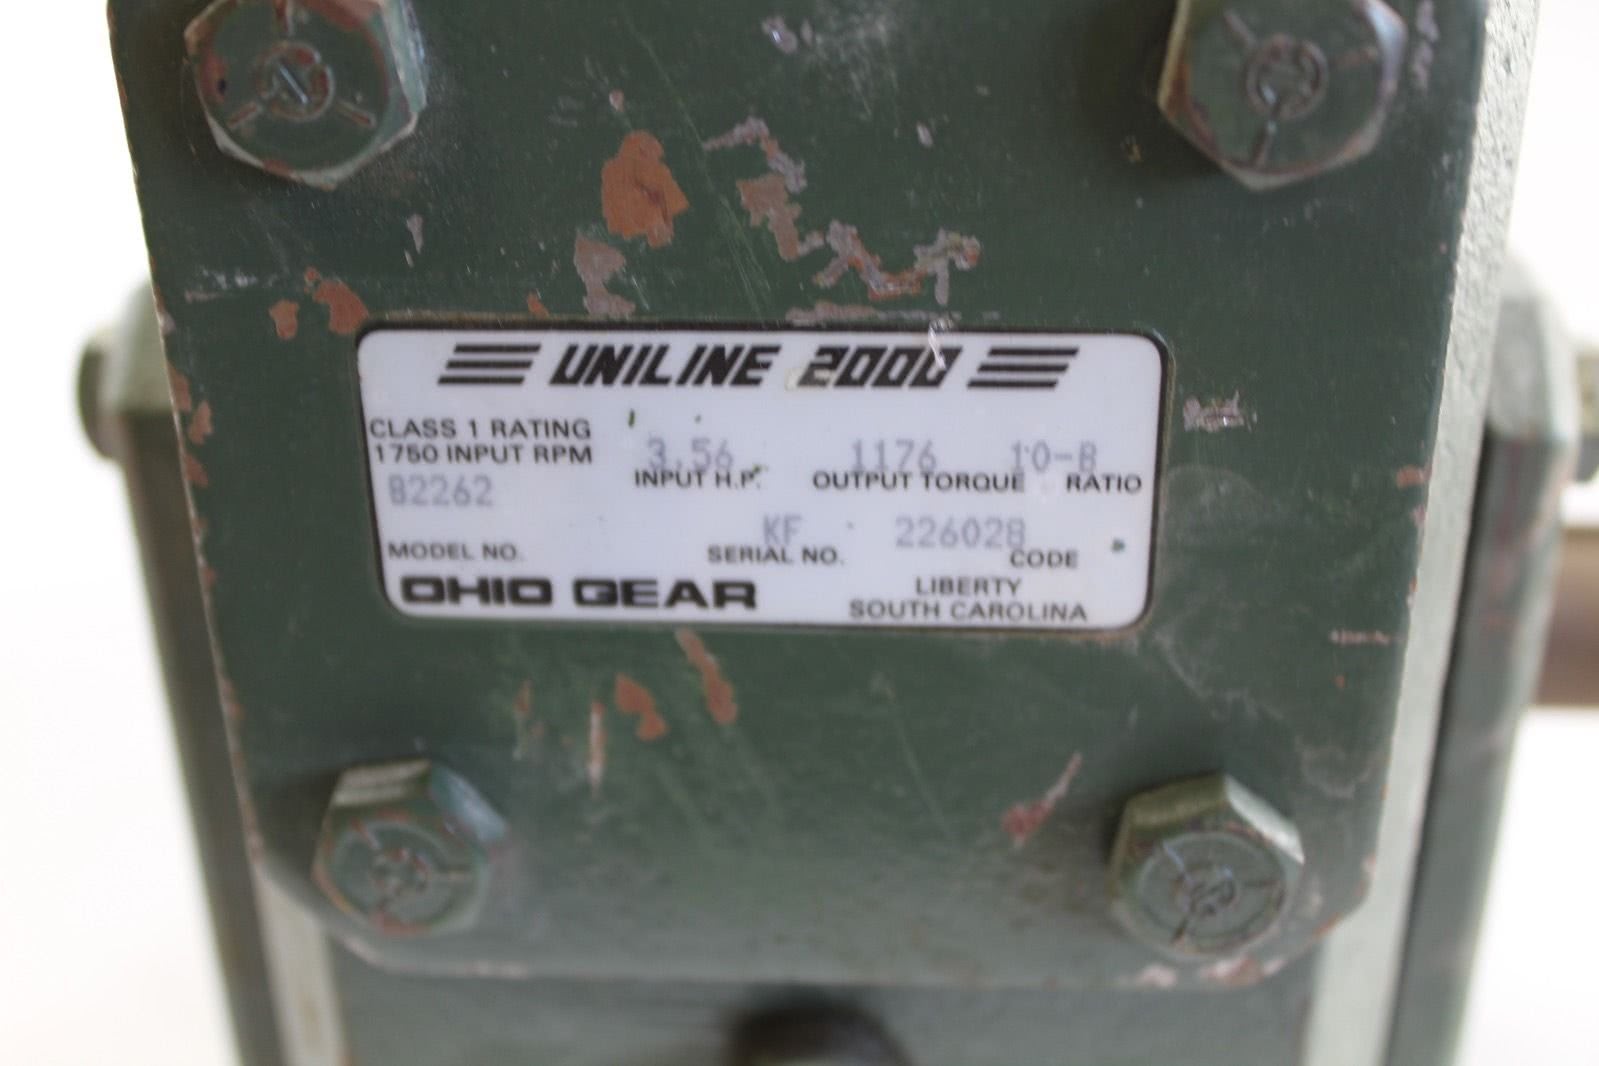 UNILINE 2000
CLASS 1 RATING
1750 INPUT RPM
3.56 1176 10-B
INPUT H.P. OUTPUT TORQUE RATIO
B2262
KF 226028
MODEL NO. SERIAL NO. CODE
OHIO GEAR
LIBERTY
SOUTH CAROLINA